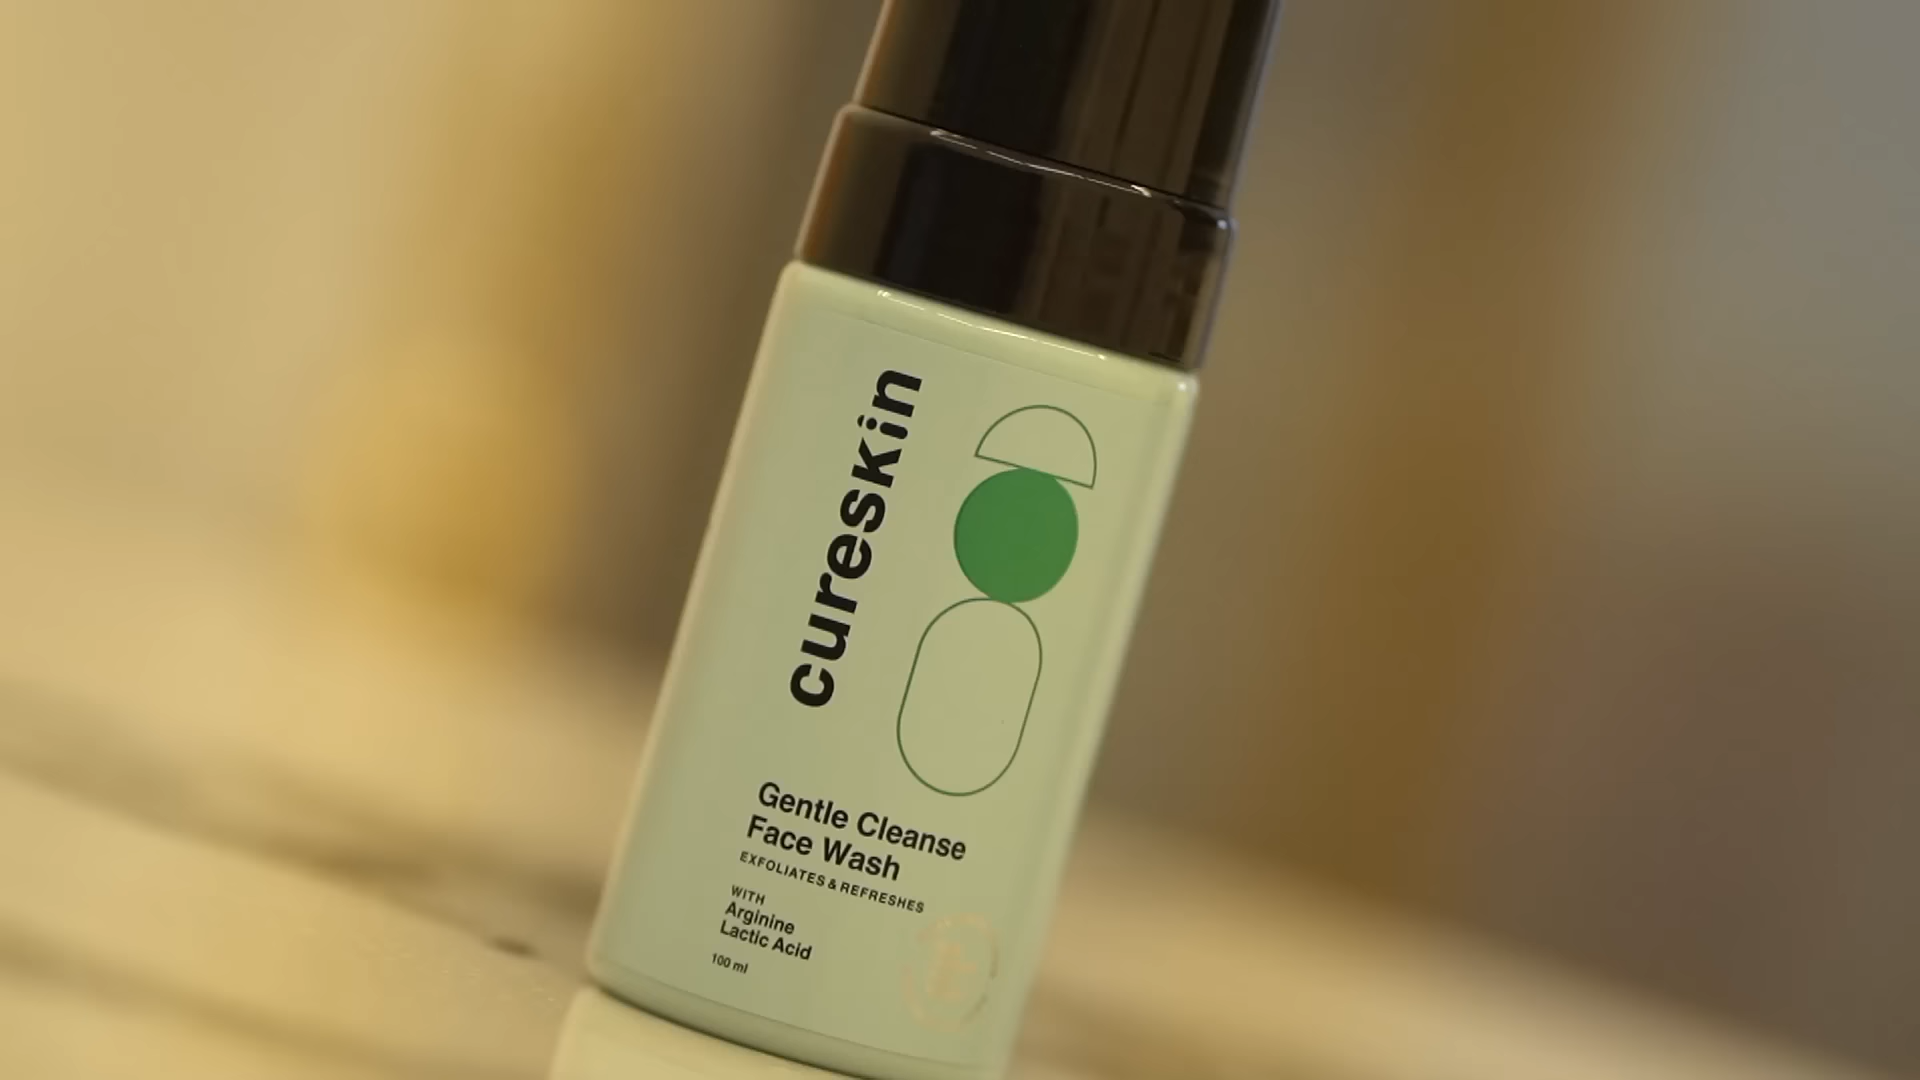 cureskin
Gentle Cleanse
Face Wash
EXFOLIATES & REFRESHES
WITH
Arginine
Lactic Acid
100 ml